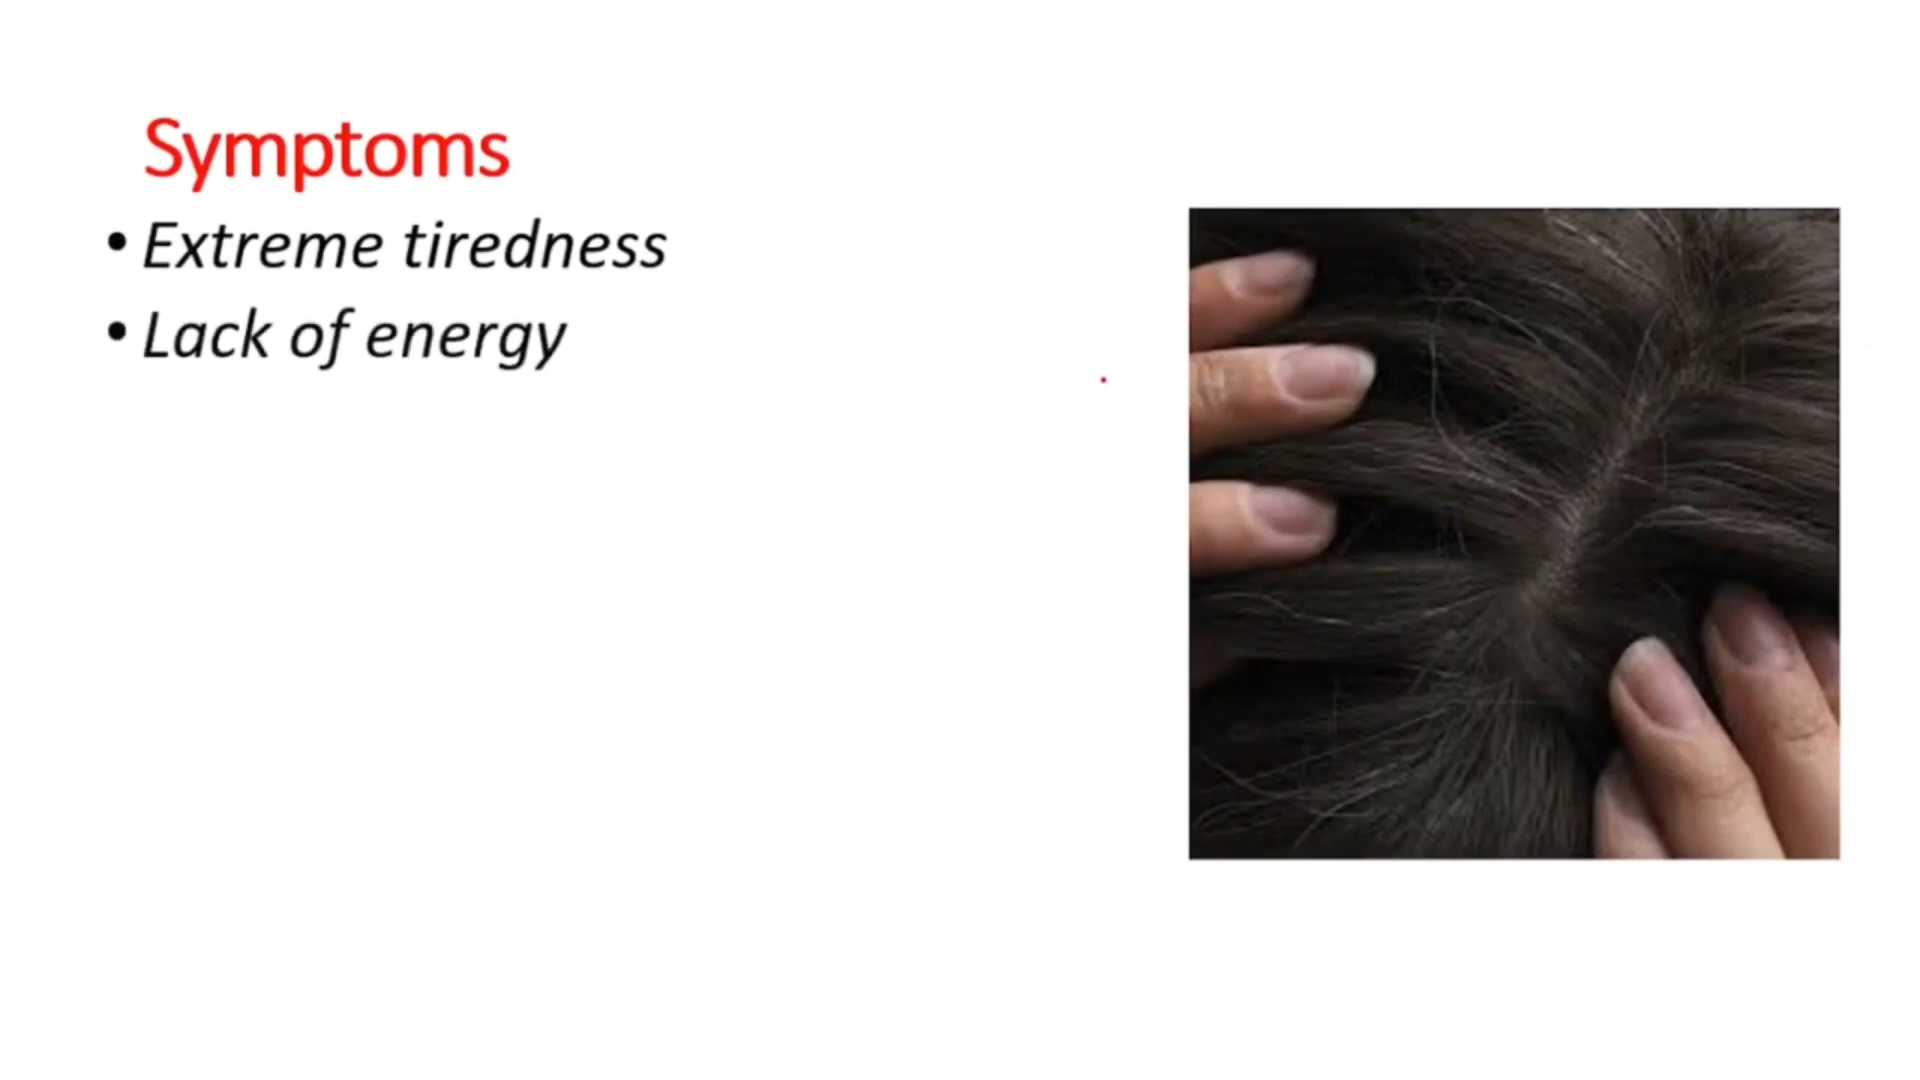 Symptoms
• Extreme tiredness
• Lack of energy